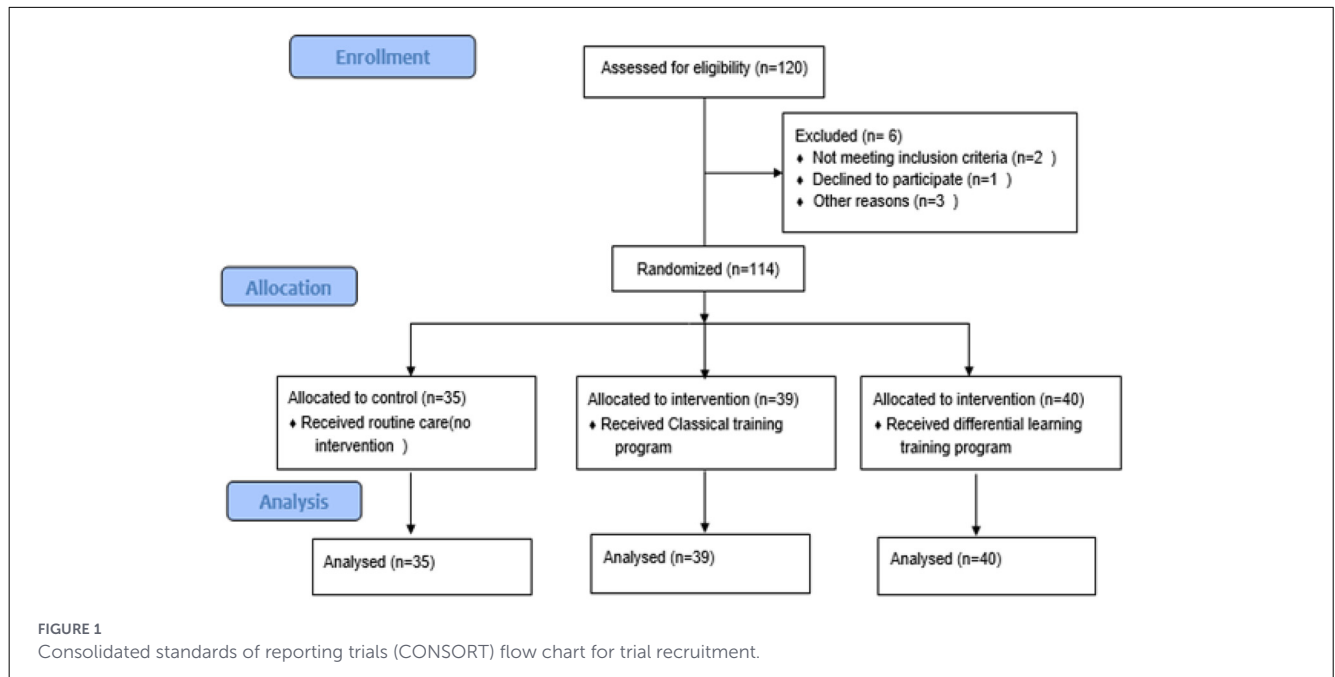 Enrollment
Assessed for eligibility (n=120)
Excluded (n= 6)
♦ Not meeting inclusion criteria (n=2 )
♦ Declined to participate (n=1 )
♦ Other reasons (n=3 )
Randomized (n=114)
Allocation
Allocated to control (n=35)
♦ Received routine care(no
intervention )
Allocated to intervention (n=39)
♦ Received Classical training
program
Allocated to intervention (n=40)
♦ Received differential learning
training program
Analysis
Analysed (n=35)
Analysed (n=39)
Analysed (n=40)
FIGURE 1
Consolidated standards of reporting trials (CONSORT) flow chart for trial recruitment.